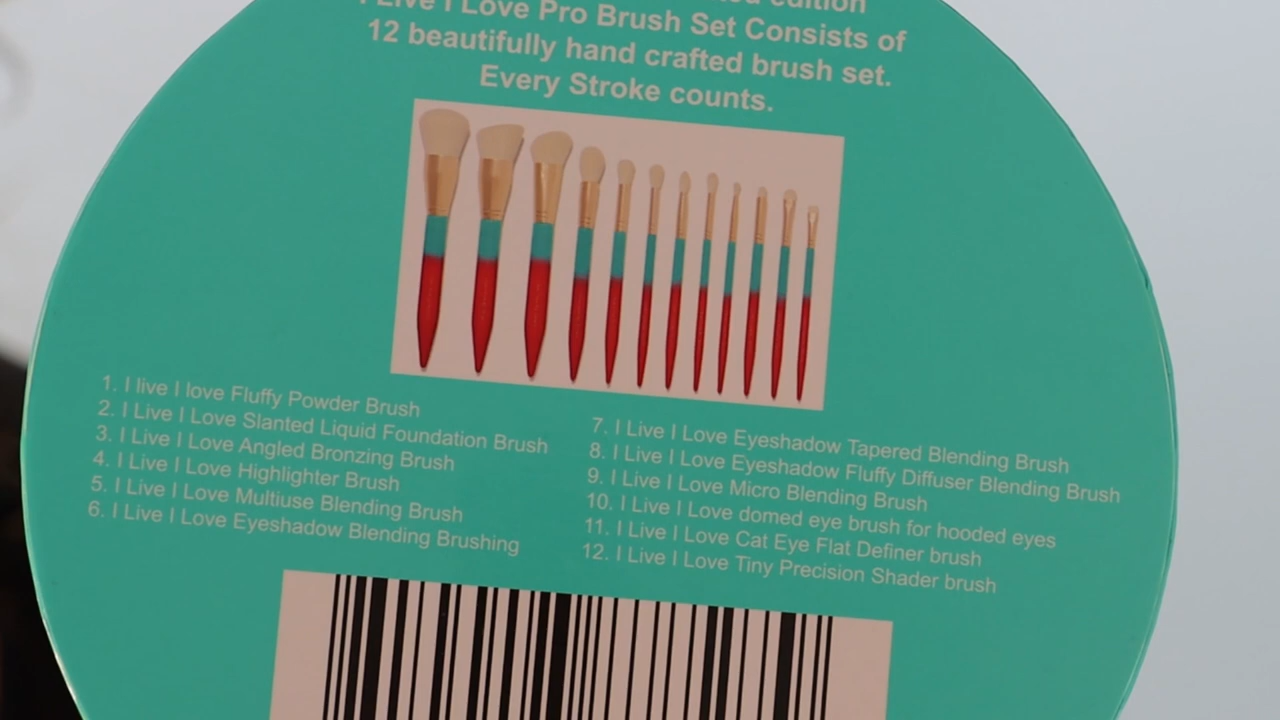 edition
I Live I Love Pro Brush Set Consists of
12 beautifully hand crafted brush set.
Every Stroke counts.
1. I live I love Fluffy Powder Brush
2. I Live I Love Slanted Liquid Foundation Brush
3. I Live I Love Angled Bronzing Brush
4. I Live I Love Highlighter Brush
5. I Live I Love Multiuse Blending Brush
6. I Live I Love Eyeshadow Blending Brushing
7. I Live I Love Eyeshadow Tapered Blending Brush
8. I Live I Love Eyeshadow Fluffy Diffuser Blending Brush
9. I Live I Love Micro Blending Brush
10. I Live I Love domed eye brush for hooded eyes
11. I Live I Love Cat Eye Flat Definer brush
12. I Live I Love Tiny Precision Shader brush